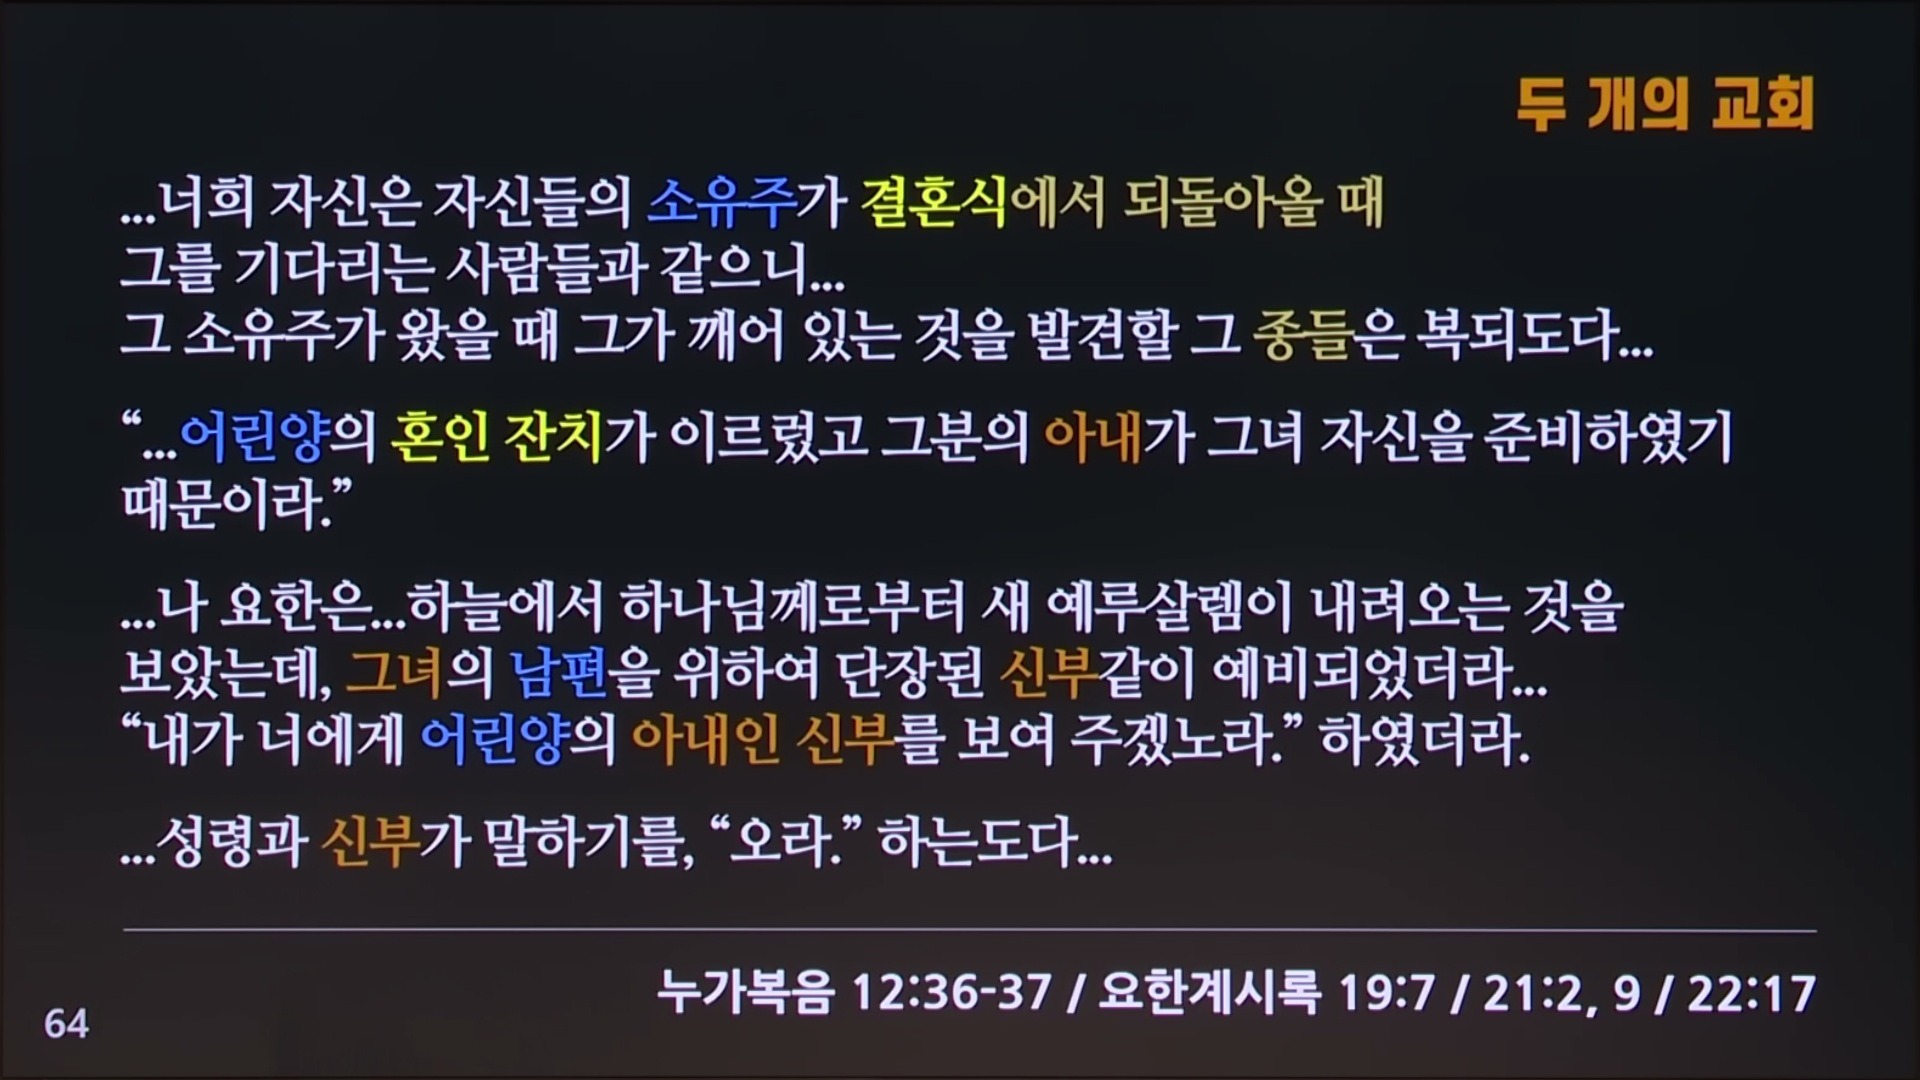 두 개의 교회
...너희 자신은 자신들의 소유주가 결혼식에서 되돌아올 때
그를 기다리는 사람들과 같으니...
그 소유주가 왔을 때 그가 깨어 있는 것을 발견할 그 종들은 복되도다...
“...어린양의 혼인 잔치가 이르렀고 그분의 아내가 그녀 자신을 준비하였기
때문이라.”
...나 요한은...하늘에서 하나님께로부터 새 예루살렘이 내려오는 것을
보았는데, 그녀의 남편을 위하여 단장된 신부같이 예비되었더라...
“내가 너에게 어린양의 아내인 신부를 보여 주겠노라.” 하였더라.
...성령과 신부가 말하기를, “오라.” 하는도다...
누가복음 12:36-37 / 요한계시록 19:7 / 21:2, 9 / 22:17
64